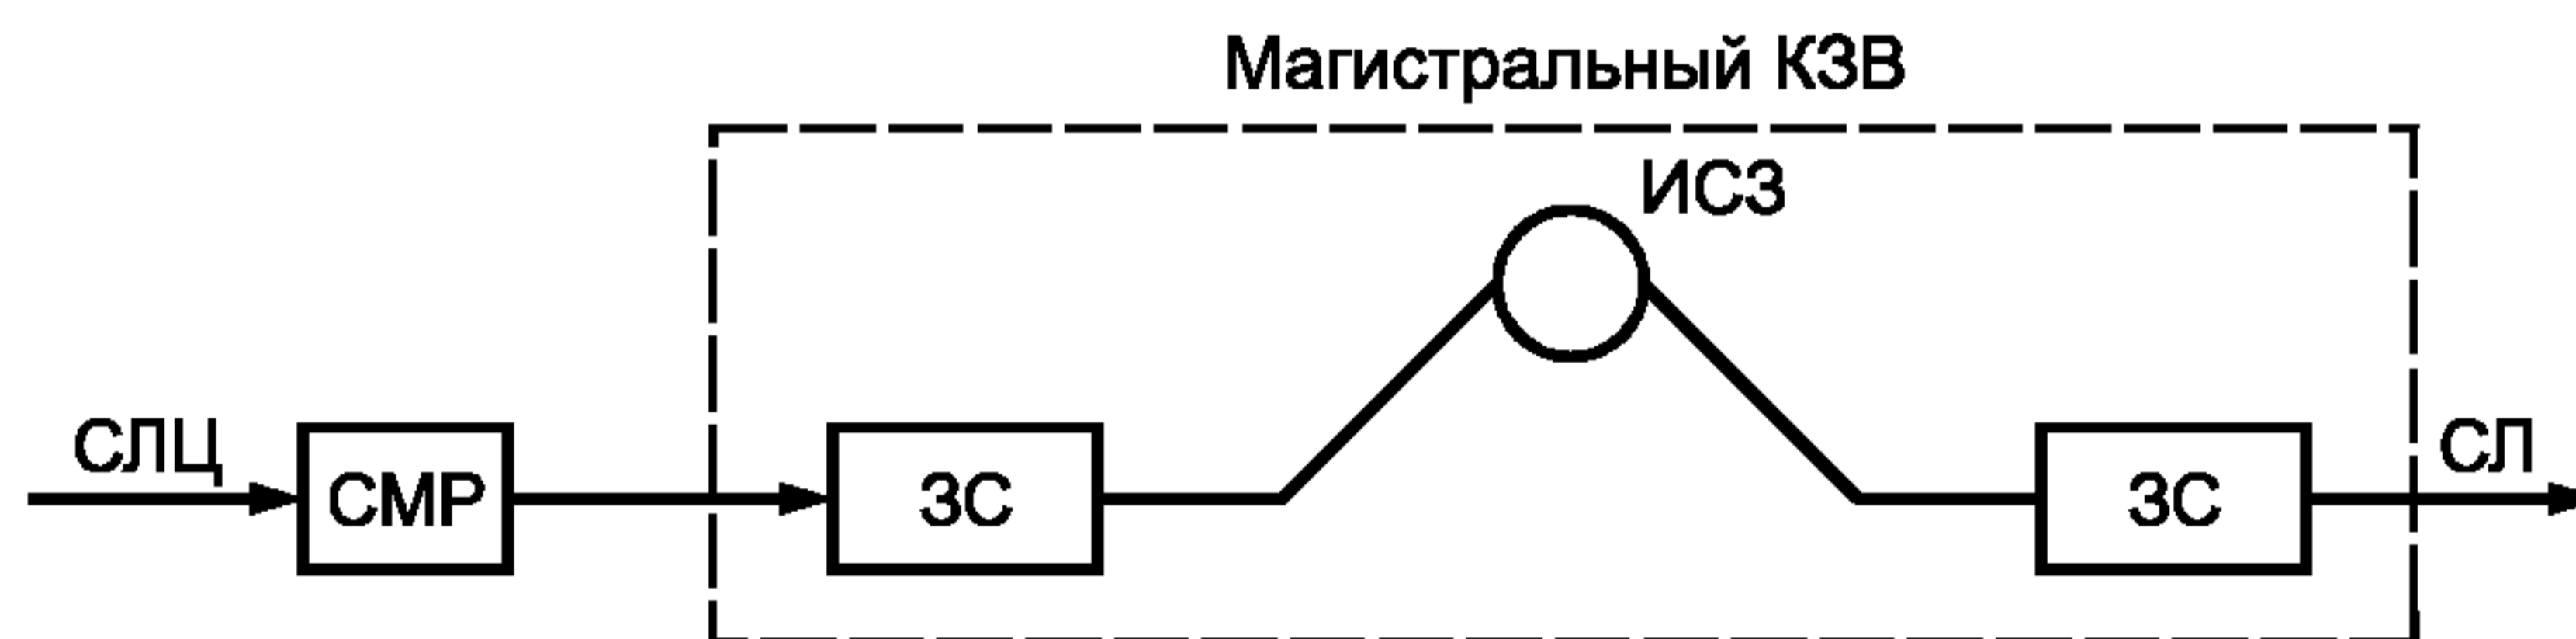 Магистральный КЗВ
ИСЗ
СЛЦ
СМР
ЗС
ЗС
СЛ